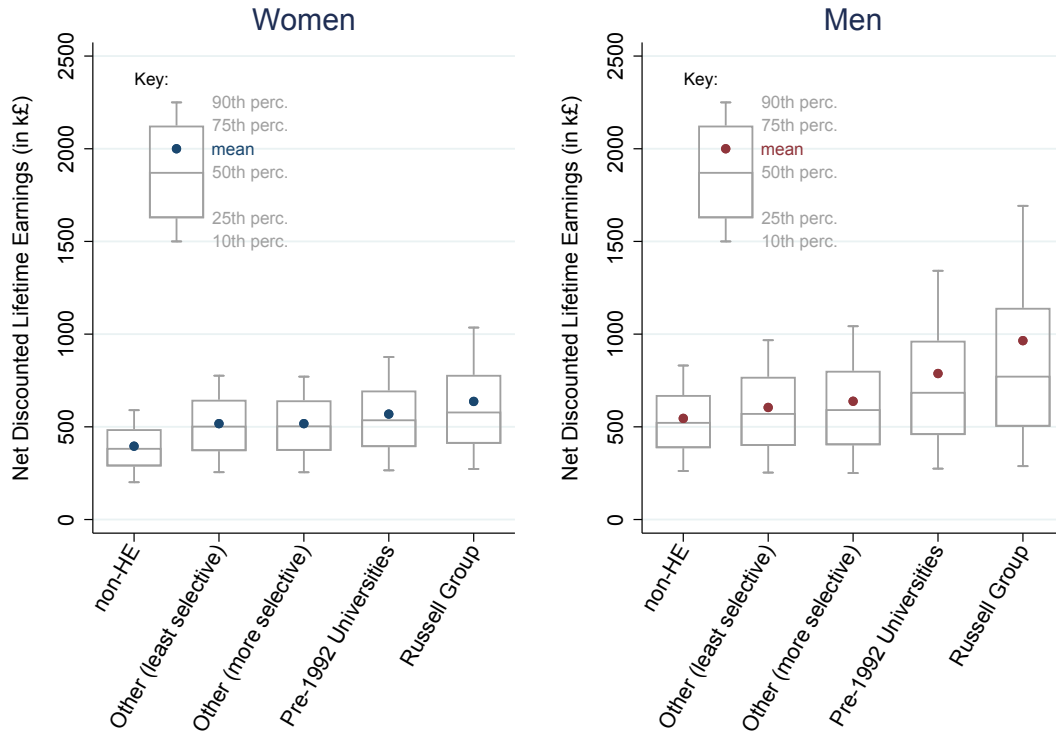 Women
Net Discounted Lifetime Earnings (in k£)
2500
2000
1500
1000
500
0
Key:
90th perc.
75th perc.
mean
50th perc.
25th perc.
10th perc.
non-HE
Other (least selective)
Other (more selective)
Pre-1992 Universities
Russell Group
Men
Net Discounted Lifetime Earnings (in k£)
2500
2000
1500
1000
500
0
Key:
90th perc.
75th perc.
mean
50th perc.
25th perc.
10th perc.
non-HE
Other (least selective)
Other (more selective)
Pre-1992 Universities
Russell Group